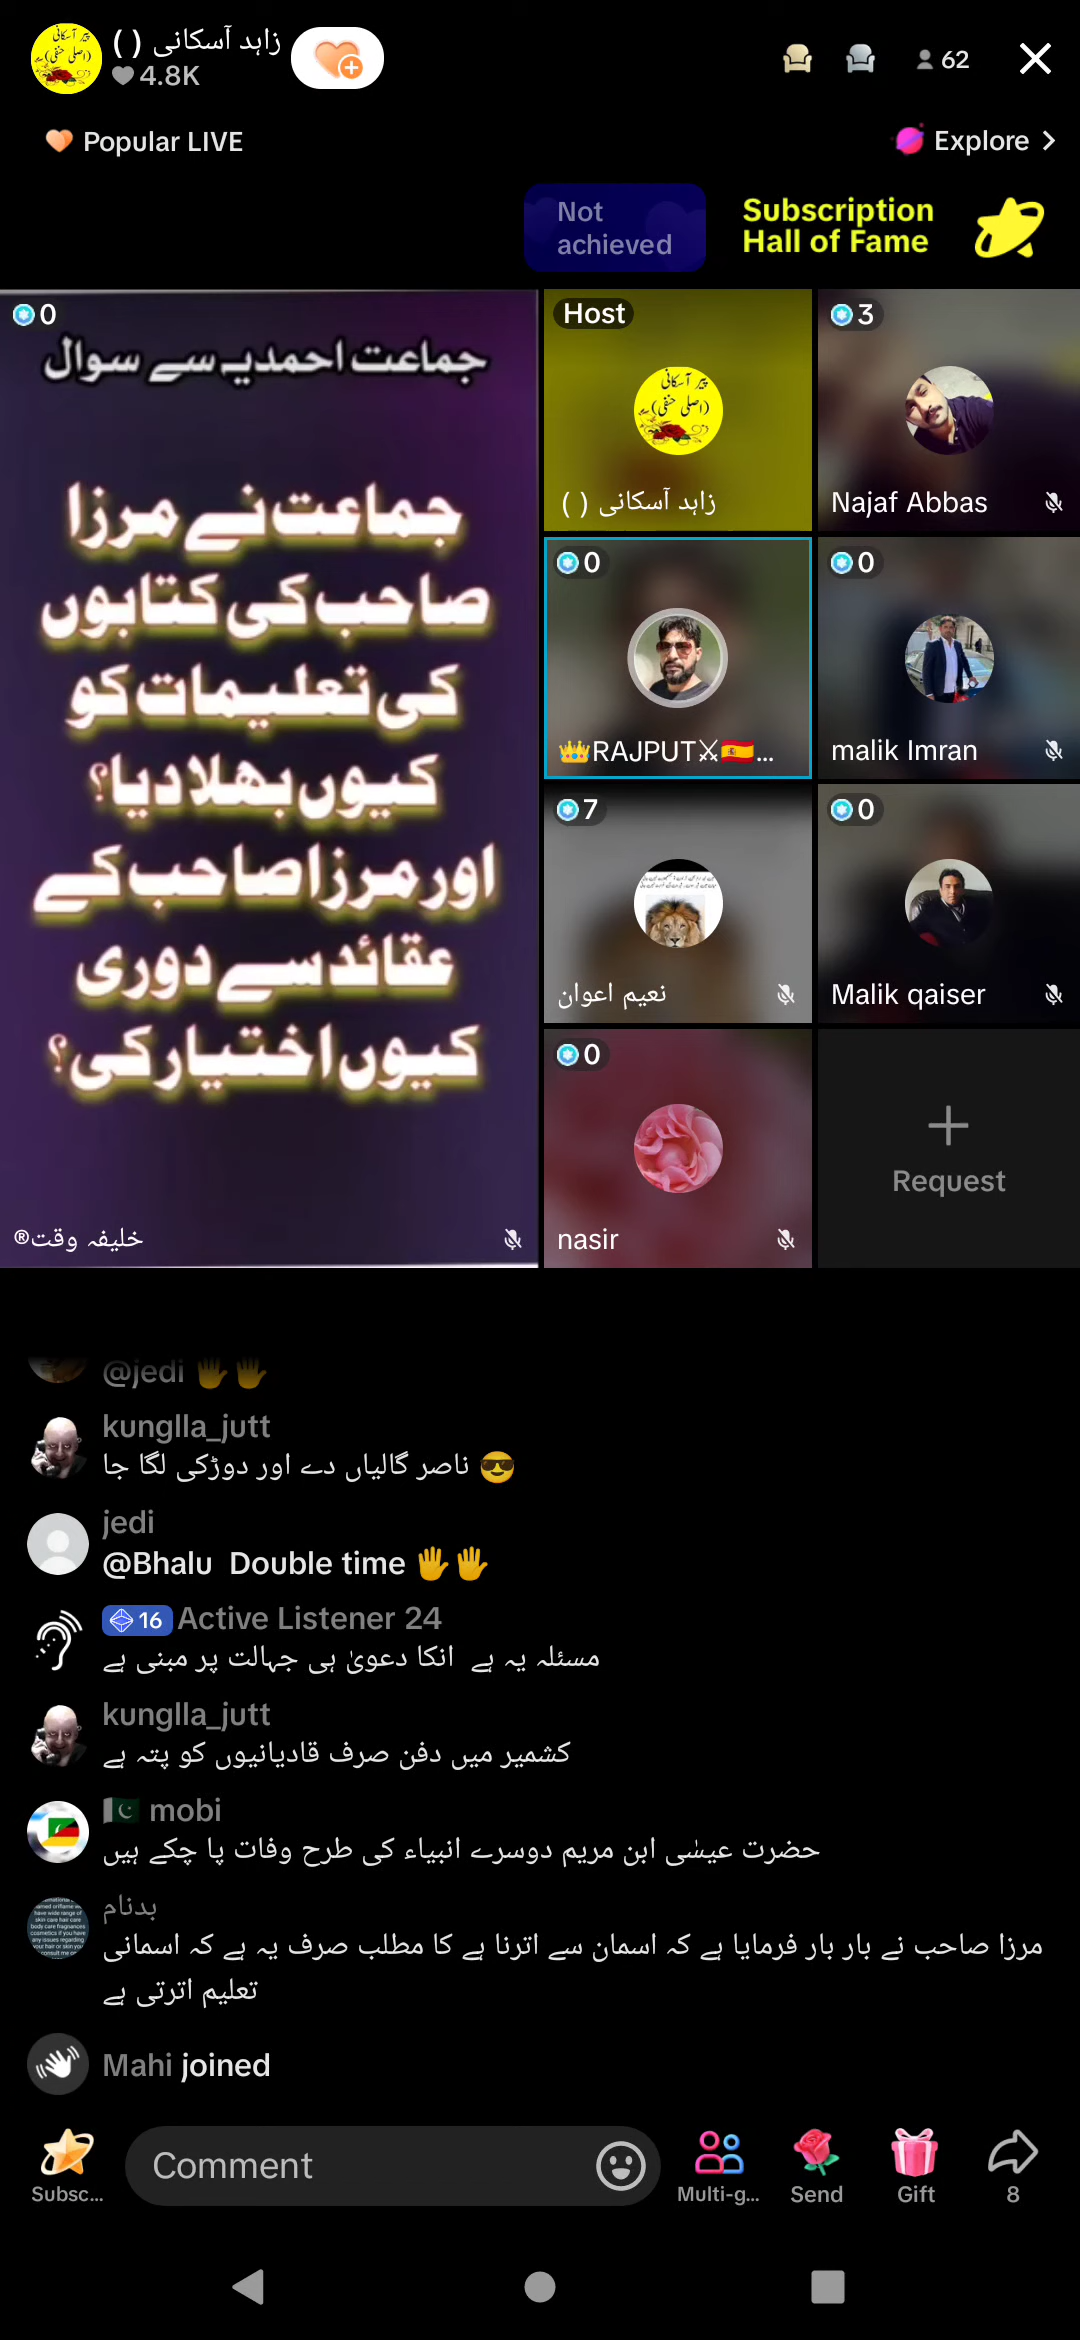 زاہد آسکانی ( )
4.8K
62
Popular LIVE
Explore
Not
achieved
Subscription
Hall of Fame
0
جماعت احمدیہ سے سوال
جماعت نے مرزا
صاحب کی کتابوں
کی تعلیمات کو
کیوں بھلا دیا؟
اور مرزا صاحب کے
عقائد سے دوری
کیوں اختیار کی؟
خلیفہ وقت®
Host
پیر آسکانی
(اصلی حنفی)
زاہد آسکانی ( )
3
Najaf Abbas
0
👑RAJPUT⚔🇪🇸...
0
malik Imran
7
نعیم اعوان
0
Malik qaiser
0
nasir
Request
@jedi 🖐🖐
kunglla_jutt
ناصر گالیاں دے اور دوڑکی لگا جا 😎
jedi
@Bhalu Double time 🖐🖐
16 Active Listener 24
مسئلہ یہ ہے انکا دعویٰ ہی جہالت پر مبنی ہے
kunglla_jutt
کشمیر میں دفن صرف قادیانیوں کو پتہ ہے
🇵🇰 mobi
حضرت عیسٰی ابن مریم دوسرے انبیاء کی طرح وفات پا چکے ہیں
بدنام
مرزا صاحب نے بار بار فرمایا ہے کہ اسمان سے اترنا ہے کا مطلب صرف یہ ہے کہ اسمانی
تعلیم اترتی ہے
Mahi joined
Comment
Subsc...
Multi-g...
Send
Gift
8